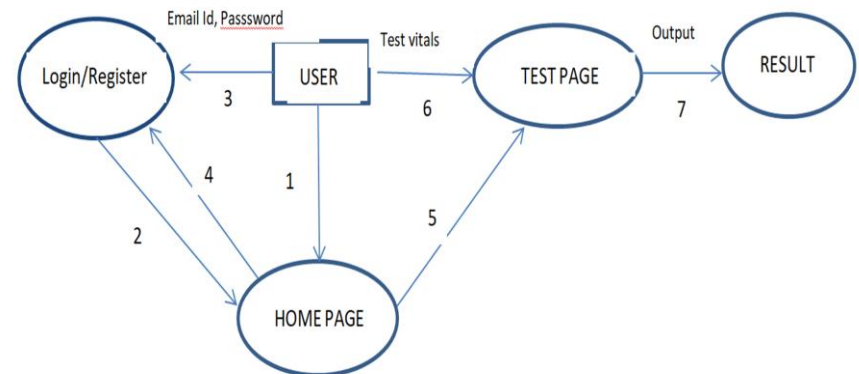 Email Id, Passsword
Login/Register
USER
Test vitals
TEST PAGE
Output
RESULT
3
6
7
4
1
2
5
HOME PAGE